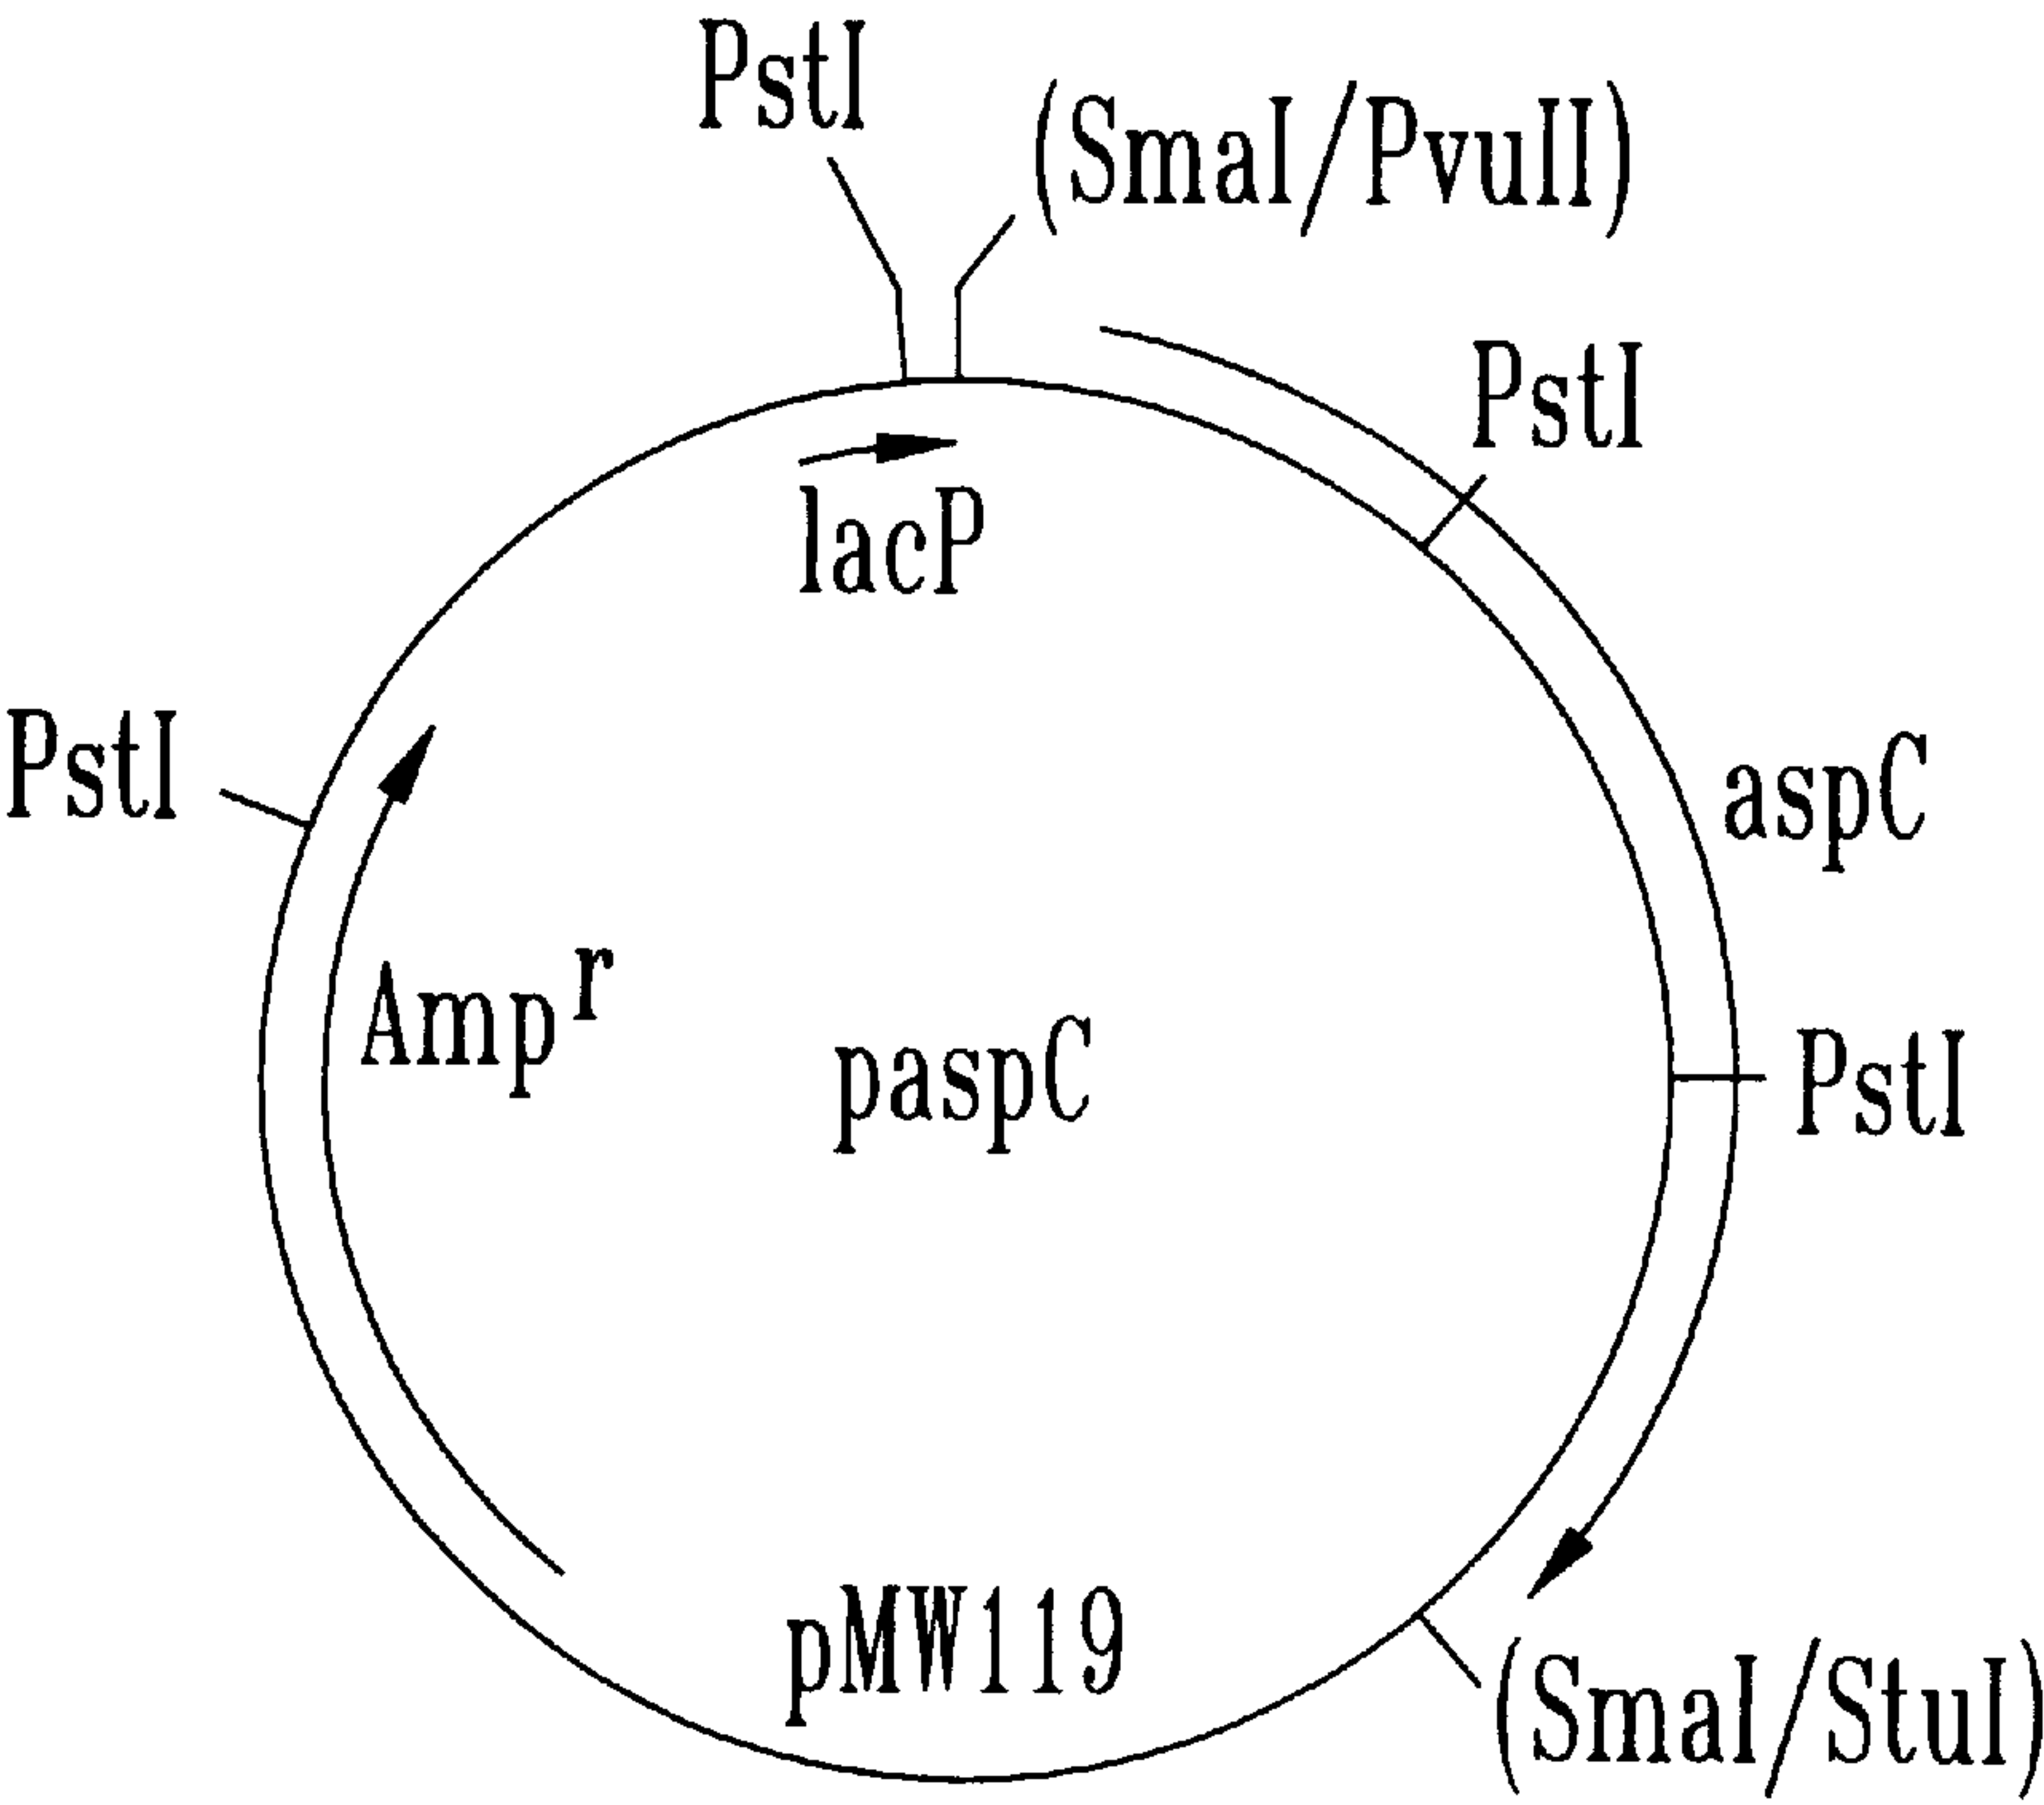 PstI
(SmaI/PvuII)
PstI
lacP
PstI
aspC
Amp^r
paspC
PstI
pMW119
(SmaI/StuI)